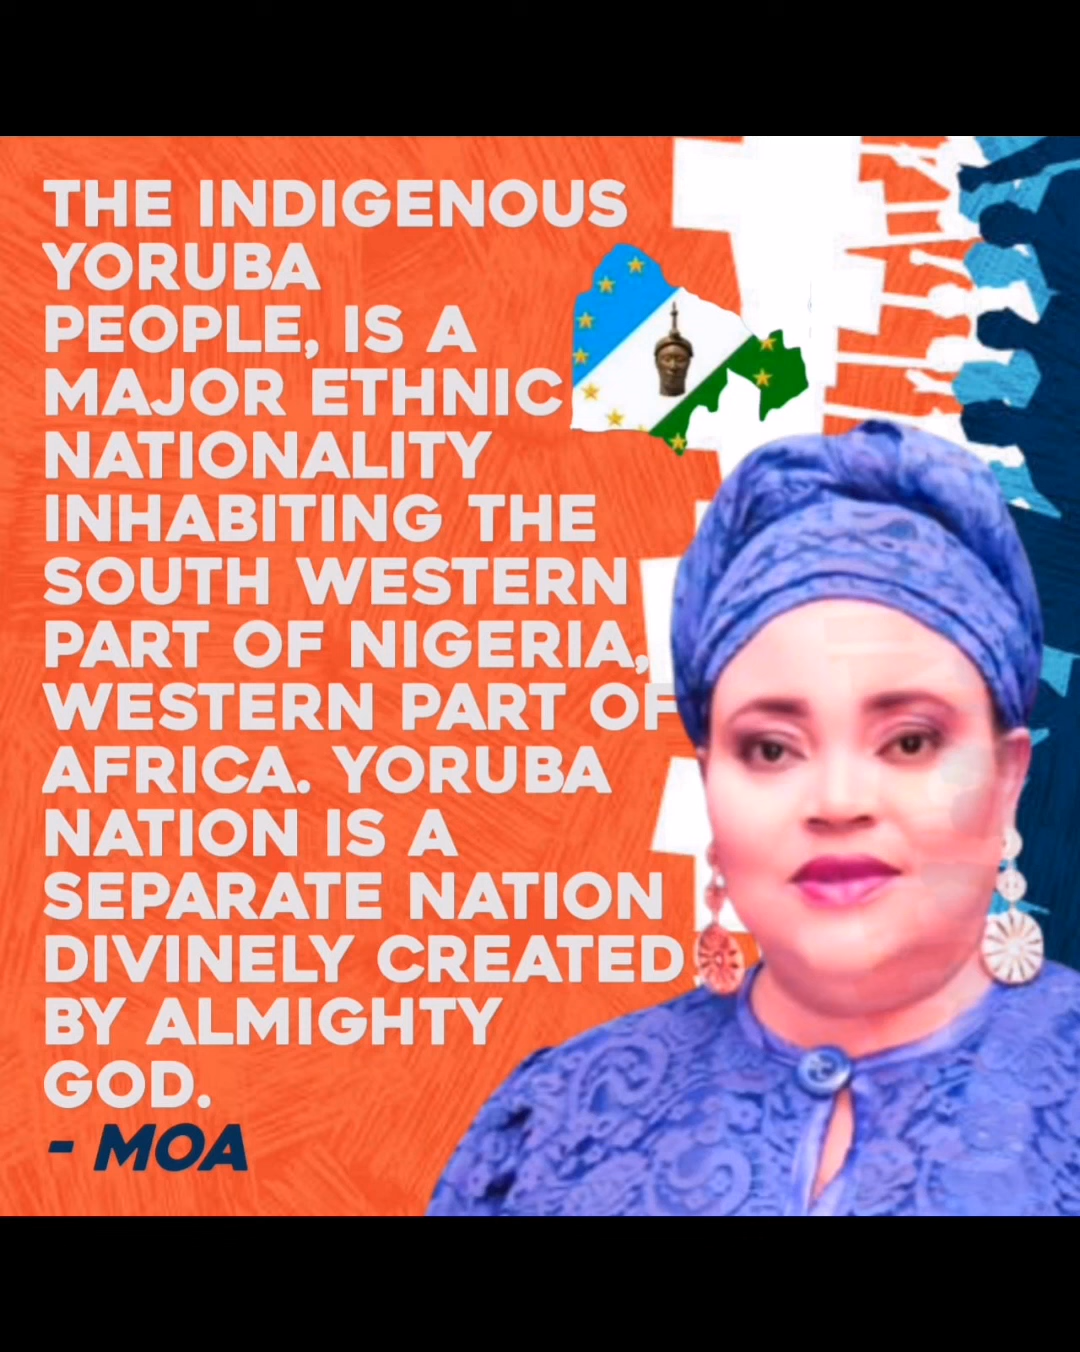 THE INDIGENOUS
YORUBA
PEOPLE, IS A
MAJOR ETHNIC
NATIONALITY
INHABITING THE
SOUTH WESTERN
PART OF NIGERIA,
WESTERN PART OF
AFRICA. YORUBA
NATION IS A
SEPARATE NATION
DIVINELY CREATED
BY ALMIGHTY
GOD.
- MOA